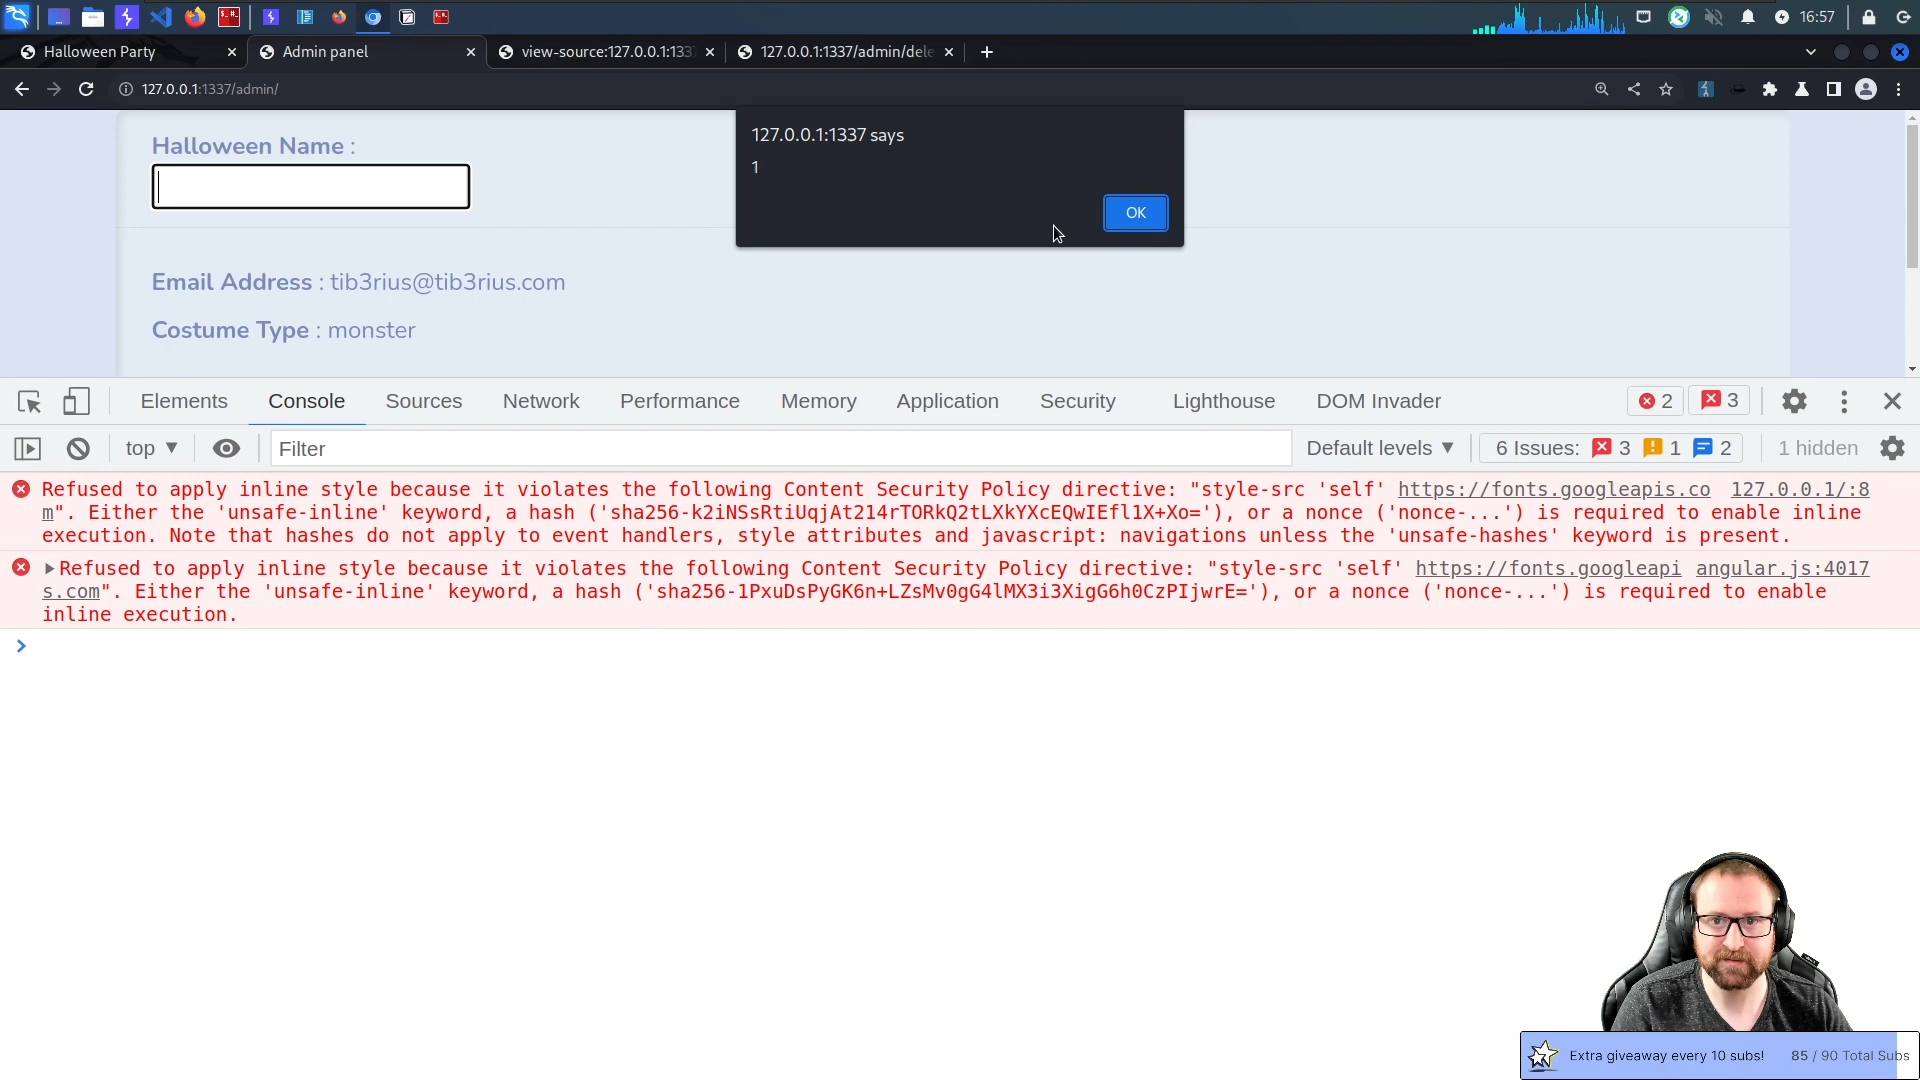 16:57
Halloween Party
Admin panel
view-source:127.0.0.1:133
127.0.0.1:1337/admin/dele
127.0.0.1:1337/admin/
127.0.0.1:1337 says
1
OK
Halloween Name :
Email Address : tib3rius@tib3rius.com
Costume Type : monster
Elements Console Sources Network Performance Memory Application Security Lighthouse DOM Invader 2 3
top ▼ Filter Default levels ▼ 6 Issues: 3 1 2 1 hidden
Refused to apply inline style because it violates the following Content Security Policy directive: "style-src 'self' https://fonts.googleapis.co 127.0.0.1/:8
m". Either the 'unsafe-inline' keyword, a hash ('sha256-k2iNSsRtiUqjAt214rTORkQ2tLXkYXcEQwIEfl1X+Xo='), or a nonce ('nonce-...') is required to enable inline
execution. Note that hashes do not apply to event handlers, style attributes and javascript: navigations unless the 'unsafe-hashes' keyword is present.
Refused to apply inline style because it violates the following Content Security Policy directive: "style-src 'self' https://fonts.googleapi angular.js:4017
s.com". Either the 'unsafe-inline' keyword, a hash ('sha256-1PxuDsPyGK6n+LZsMv0gG4lMX3i3XigG6h0CzPIjwrE='), or a nonce ('nonce-...') is required to enable
inline execution.
Extra giveaway every 10 subs! 85 / 90 Total Subs